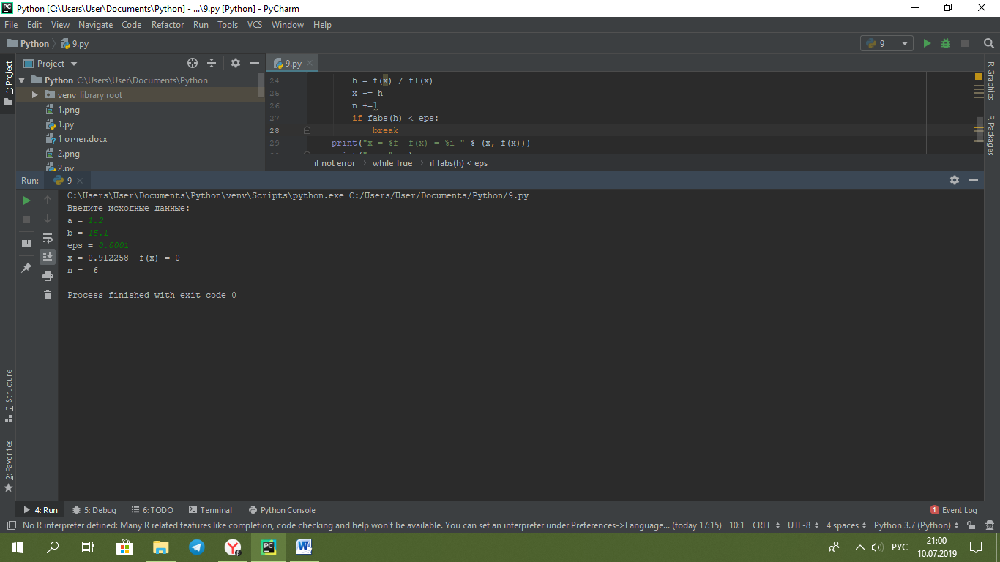 Python [C:\Users\User\Documents\Python] - ...\9.py [Python] - PyCharm
File Edit View Navigate Code Refactor Run Tools VCS Window Help
Python 9.py 9
Project 9.py
1: Project
Python C:\Users\User\Documents\Python
venv library root
1.png
1.py
1 отчет.docx
2.png
2.py
24 h = f(x) / f1(x)
25 x -= h
26 n +=1
27 if fabs(h) < eps:
28 break
29 print("x = %f  f(x) = %i " % (x, f(x)))
if not error while True if fabs(h) < eps
R Graphics
R Packages
Run: 9
C:\Users\User\Documents\Python\venv\Scripts\python.exe C:/Users/User/Documents/Python/9.py
Введите исходные данные:
a = 1.2
b = 15.1
eps = 0.0001
x = 0.912258  f(x) = 0
n =  6
Process finished with exit code 0
7: Structure
2: Favorites
4: Run 5: Debug 6: TODO Terminal Python Console 1 Event Log
No R interpreter defined: Many R related features like completion, code checking and help won't be available. You can set an interpreter under Preferences->Language... (today 17:15) 10:1 CRLF UTF-8 4 spaces Python 3.7 (Python)
РУС
21:00
10.07.2019